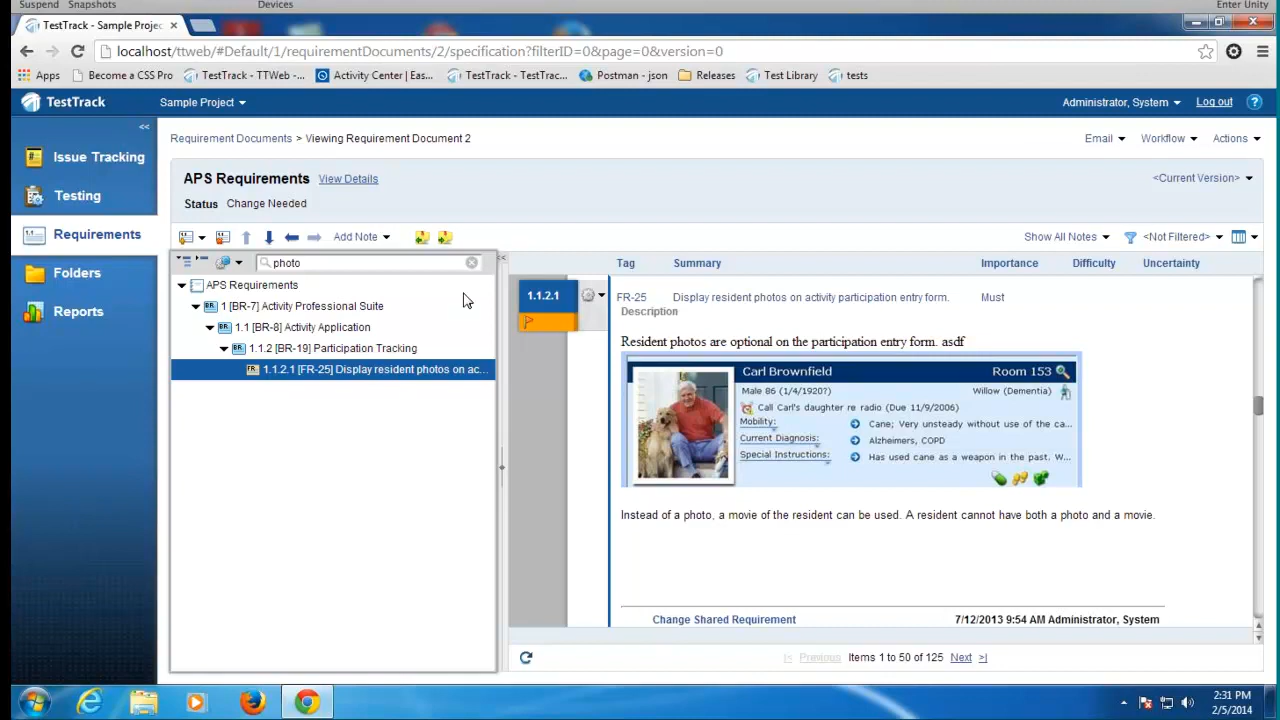 Suspend Snapshots Devices Enter Unity
TestTrack - Sample Projec
localhost/ttweb/#Default/1/requirementDocuments/2/specification?filterID=0&page=0&version=0
Apps Become a CSS Pro TestTrack - TTWeb -... Activity Center | Eas... TestTrack - TestTrac... Postman - json Releases Test Library tests
TestTrack Sample Project Administrator, System Log out ?
<<
Requirement Documents > Viewing Requirement Document 2 Email Workflow Actions
Issue Tracking
Testing
Requirements
Folders
Reports
APS Requirements View Details <Current Version>
Status Change Needed
Add Note Show All Notes <Not Filtered>
photo
APS Requirements
1 [BR-7] Activity Professional Suite
1.1 [BR-8] Activity Application
1.1.2 [BR-19] Participation Tracking
1.1.2.1 [FR-25] Display resident photos on ac...
Tag Summary Importance Difficulty Uncertainty
1.1.2.1 FR-25 Display resident photos on activity participation entry form. Must
Description
Resident photos are optional on the participation entry form. asdf
Carl Brownfield Room 153
Male 86 (1/4/1920?) Willow (Dementia)
Call Carl's daughter re radio (Due 11/9/2006)
Mobility: Cane; Very unsteady without use of the ca...
Current Diagnosis: Alzheimers, COPD
Special Instructions: Has used cane as a weapon in the past. W...
Instead of a photo, a movie of the resident can be used. A resident cannot have both a photo and a movie.
Change Shared Requirement 7/12/2013 9:54 AM Administrator, System
|< Previous Items 1 to 50 of 125 Next >|
2:31 PM
2/5/2014